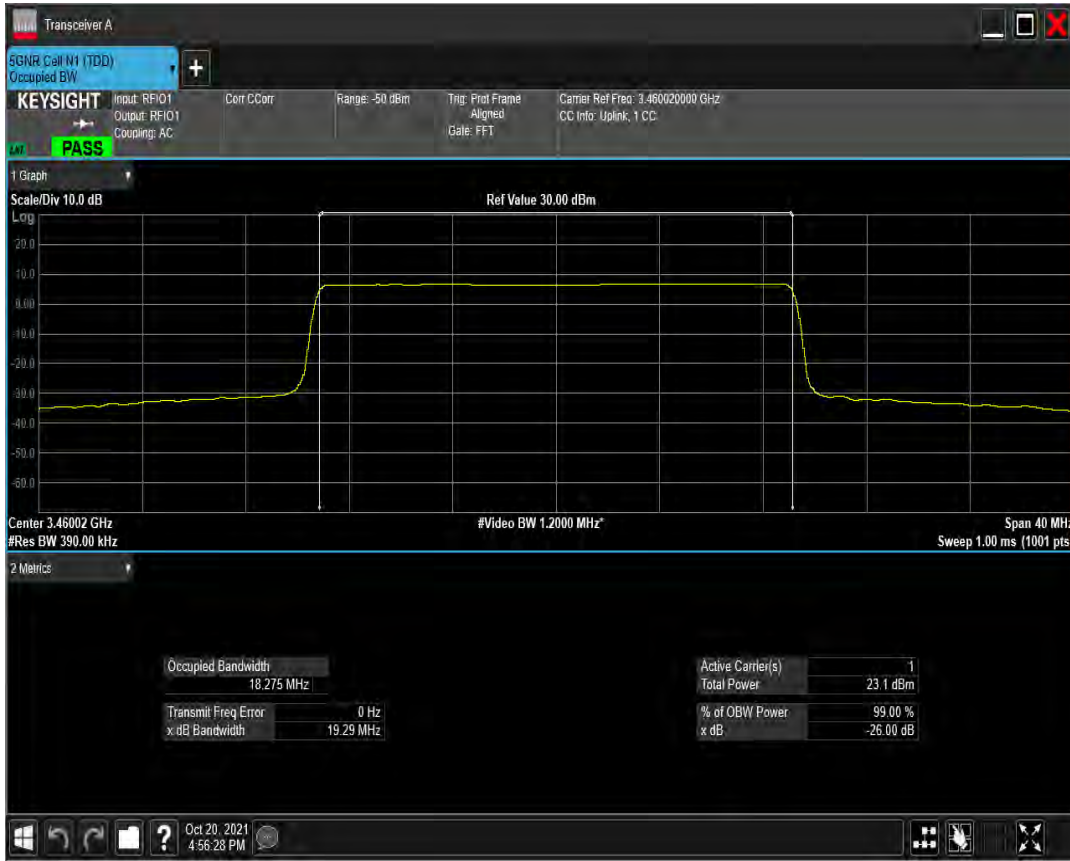 Transceiver A
5GNR Cell N1 (TDD)
Occupied BW
+
KEYSIGHT
Input: RFIO1
Output: RFIO1
Coupling: AC
PASS
Corr CCorr
Range: -50 dBm
Trig: Prot Frame
Aligned
Gate: FFT
Carrier Ref Freq: 3.460020000 GHz
CC Info: Uplink, 1 CC
1 Graph
Scale/Div 10.0 dB
Ref Value 30.00 dBm
Log
20.0
10.0
0.00
-10.0
-20.0
-30.0
-40.0
-50.0
-60.0
Center 3.46002 GHz
#Video BW 1.2000 MHz*
Span 40 MHz
#Res BW 390.00 kHz
Sweep 1.00 ms (1001 pts
2 Metrics
Occupied Bandwidth
18.275 MHz
Transmit Freq Error 0 Hz
x dB Bandwidth 19.29 MHz
Active Carrier(s) 1
Total Power 23.1 dBm
% of OBW Power 99.00 %
x dB -26.00 dB
?
Oct 20, 2021
4:56:28 PM